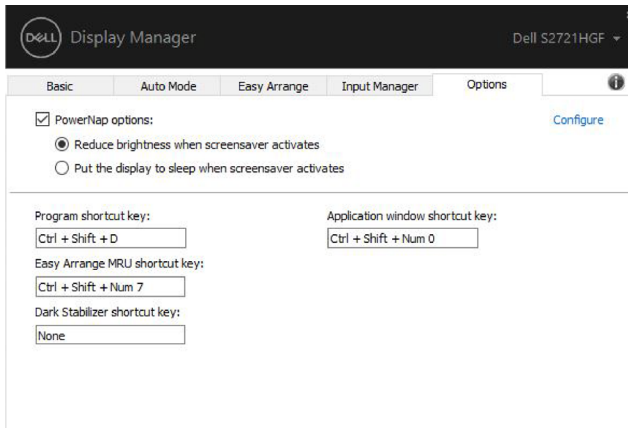 DELL Display Manager
Dell S2721HGF
Basic
Auto Mode
Easy Arrange
Input Manager
Options
PowerNap options:
Configure
Reduce brightness when screensaver activates
Put the display to sleep when screensaver activates
Program shortcut key:
Application window shortcut key:
Ctrl + Shift + D
Ctrl + Shift + Num 0
Easy Arrange MRU shortcut key:
Ctrl + Shift + Num 7
Dark Stabilizer shortcut key:
None